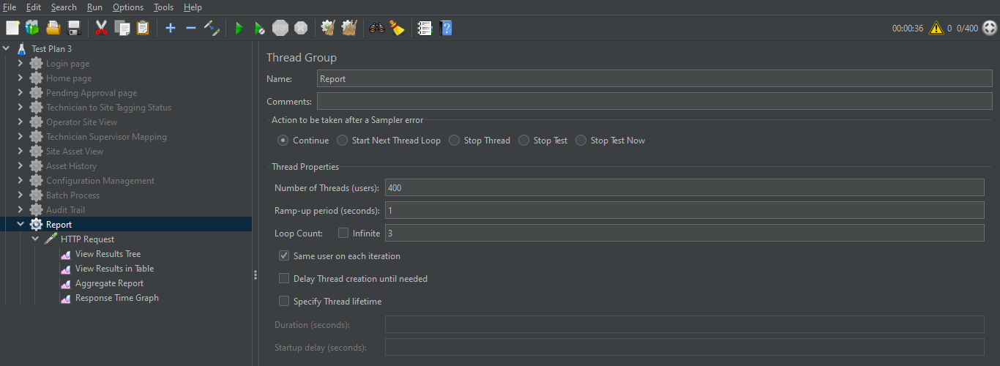 File Edit Search Run Options Tools Help
STOP 00:00:36 0 0/400
Test Plan 3
Login page
Home page
Pending Approval page
Technician to Site Tagging Status
Operator Site View
Technician Supervisor Mapping
Site Asset View
Asset History
Configuration Management
Batch Process
Audit Trail
Report
HTTP Request
View Results Tree
View Results in Table
Aggregate Report
Response Time Graph
Thread Group
Name: Report
Comments:
Action to be taken after a Sampler error
Continue Start Next Thread Loop Stop Thread Stop Test Stop Test Now
Thread Properties
Number of Threads (users): 400
Ramp-up period (seconds): 1
Loop Count: Infinite 3
Same user on each iteration
Delay Thread creation until needed
Specify Thread lifetime
Duration (seconds):
Startup delay (seconds):